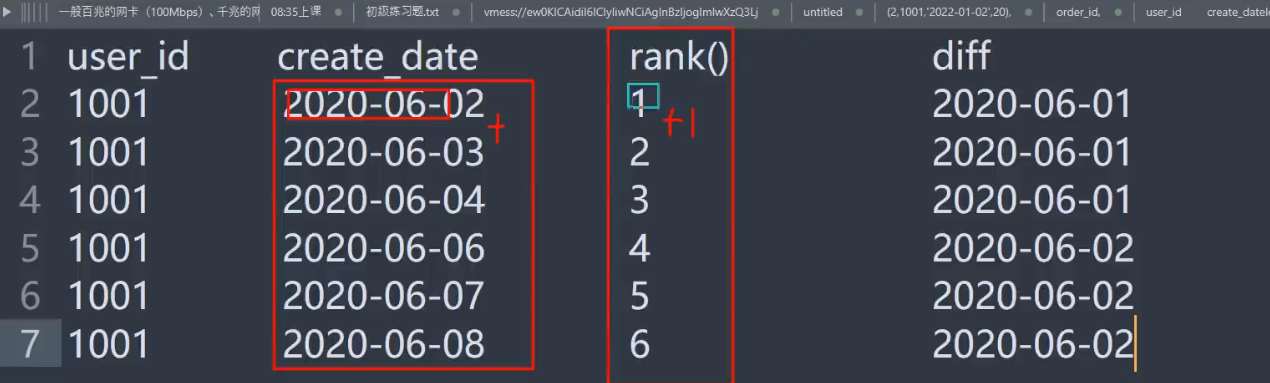 一般百兆的网卡（100Mbps）、千兆的网 08:35上课 初级练习题.txt vmess://ew0KICAidiI6ICIyIiwNCiAgInBzIjogImIwXzQ3Lj untitled (2,1001,'2022-01-02',20), order_id, user_id create_date(
1 user_id create_date rank() diff
2 1001 2020-06-02 1 2020-06-01
+ +1
3 1001 2020-06-03 2 2020-06-01
4 1001 2020-06-04 3 2020-06-01
5 1001 2020-06-06 4 2020-06-02
6 1001 2020-06-07 5 2020-06-02
7 1001 2020-06-08 6 2020-06-02